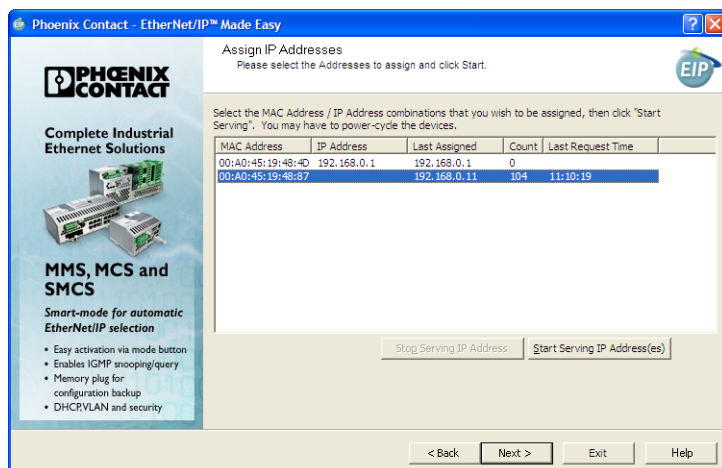 Phoenix Contact - EtherNet/IP™ Made Easy
PHŒNIX
CONTACT
Complete Industrial
Ethernet Solutions
MMS, MCS and
SMCS
Smart-mode for automatic
EtherNet/IP selection
• Easy activation via mode button
• Enables IGMP snooping/query
• Memory plug for
configuration backup
• DHCP,VLAN and security
Assign IP Addresses
Please select the Addresses to assign and click Start.
EIP
Select the MAC Address / IP Address combinations that you wish to be assigned, then click "Start
Serving". You may have to power-cycle the devices.
MAC Address IP Address Last Assigned Count Last Request Time
00:A0:45:19:48:4D 192.168.0.1 192.168.0.1 0
00:A0:45:19:48:87 192.168.0.11 104 11:10:19
Stop Serving IP Address Start Serving IP Address(es)
< Back Next > Exit Help